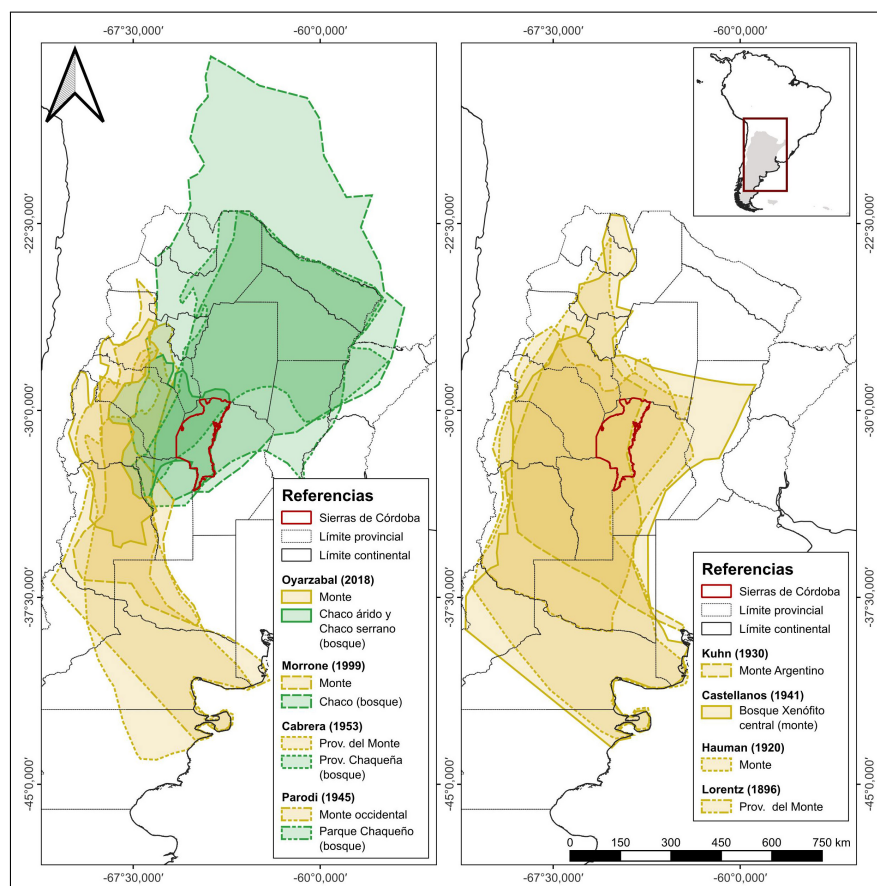 -67°30,000' -60°0,000' -67°30,000' -60°0,000'
-22°30,000'
-30°0,000'
-37°30,000'
-45°0,000'
Referencias
Sierras de Córdoba
Límite provincial
Límite continental
Oyarzabal (2018)
Monte
Chaco árido y
Chaco serrano
(bosque)
Morrone (1999)
Monte
Chaco (bosque)
Cabrera (1953)
Prov. del Monte
Prov. Chaqueña
(bosque)
Parodi (1945)
Monte occidental
Parque Chaqueño
(bosque)
-67°30,000' -60°0,000'
-22°30,000'
-30°0,000'
-37°30,000'
-45°0,000'
Referencias
Sierras de Córdoba
Límite provincial
Límite continental
Kuhn (1930)
Monte Argentino
Castellanos (1941)
Bosque Xenófito
central (monte)
Hauman (1920)
Monte
Lorentz (1896)
Prov. del Monte
0 150 300 450 600 750 km
-67°30,000' -60°0,000'